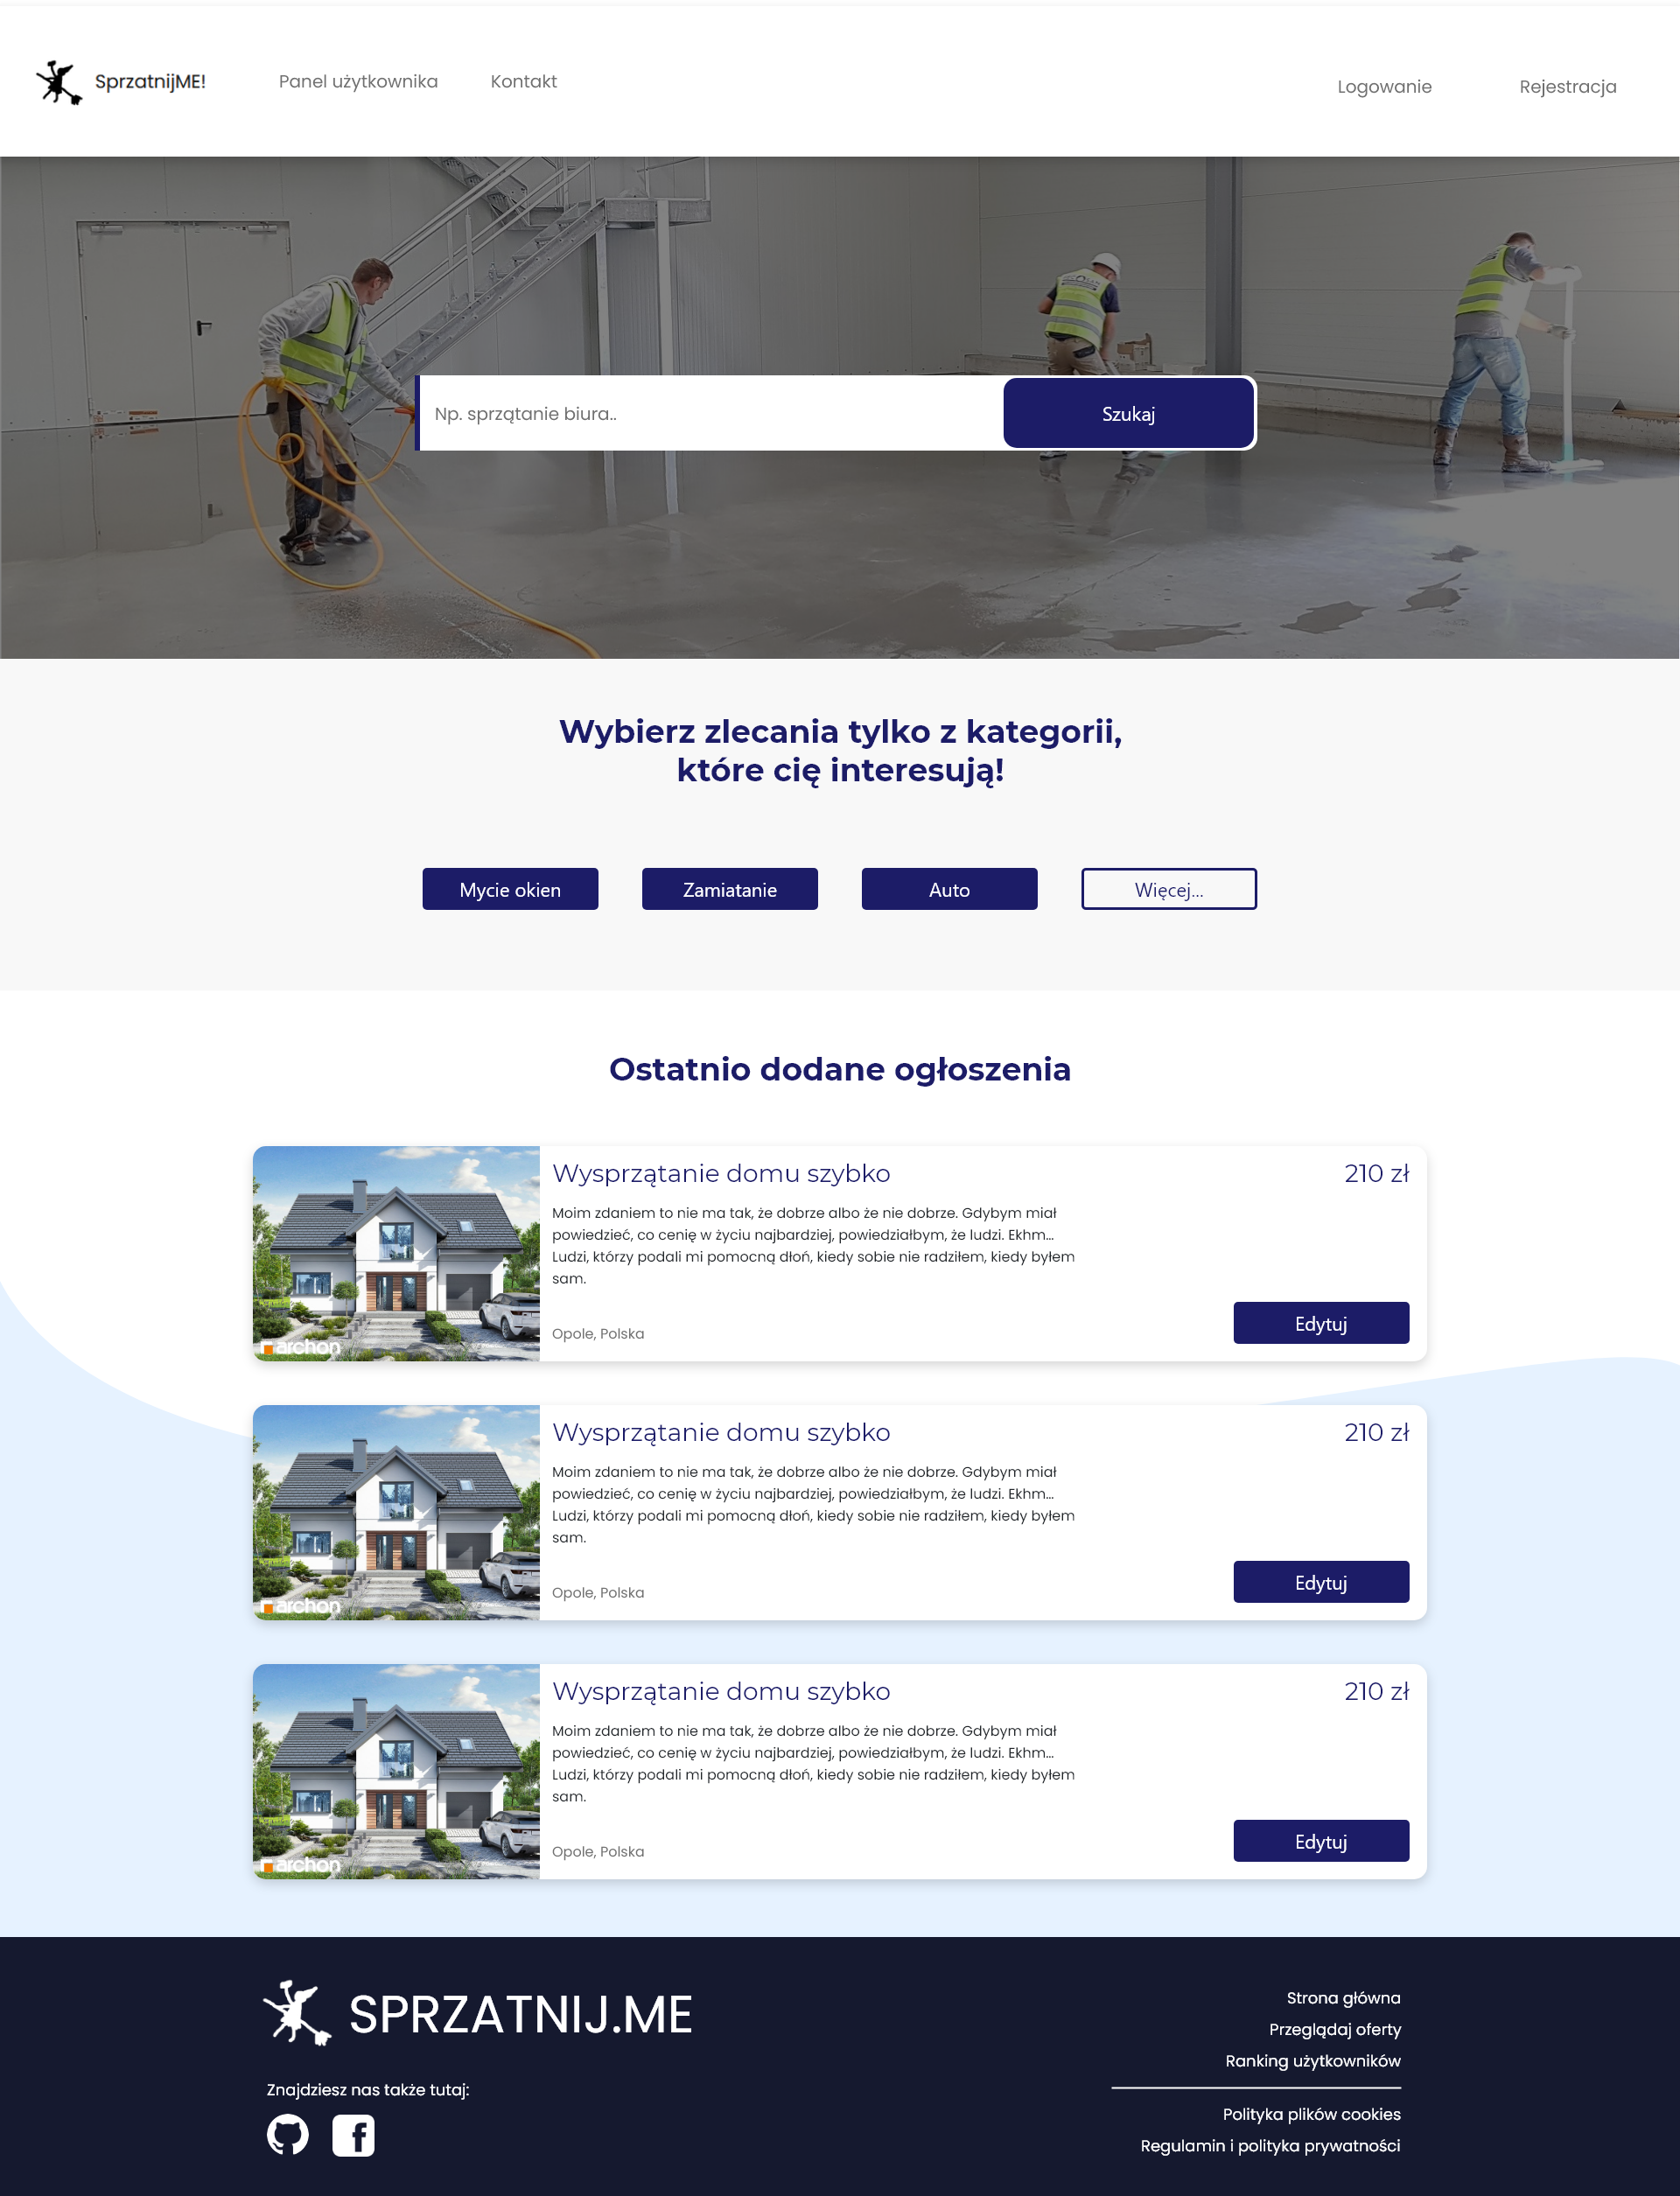 SprzatnijME!
Panel użytkownika
Kontakt
Logowanie
Rejestracja
Np. sprzątanie biura..
Szukaj
Wybierz zlecania tylko z kategorii,
które cię interesują!
Mycie okien
Zamiatanie
Auto
Więcej...
Ostatnio dodane ogłoszenia
Wysprzątanie domu szybko
210 zł
Moim zdaniem to nie ma tak, że dobrze albo że nie dobrze. Gdybym miał
powiedzieć, co cenię w życiu najbardziej, powiedziałbym, że ludzi. Ekhm...
Ludzi, którzy podali mi pomocną dłoń, kiedy sobie nie radziłem, kiedy byłem
sam.
Opole, Polska
Edytuj
archon
Wysprzątanie domu szybko
210 zł
Moim zdaniem to nie ma tak, że dobrze albo że nie dobrze. Gdybym miał
powiedzieć, co cenię w życiu najbardziej, powiedziałbym, że ludzi. Ekhm...
Ludzi, którzy podali mi pomocną dłoń, kiedy sobie nie radziłem, kiedy byłem
sam.
Opole, Polska
Edytuj
archon
Wysprzątanie domu szybko
210 zł
Moim zdaniem to nie ma tak, że dobrze albo że nie dobrze. Gdybym miał
powiedzieć, co cenię w życiu najbardziej, powiedziałbym, że ludzi. Ekhm...
Ludzi, którzy podali mi pomocną dłoń, kiedy sobie nie radziłem, kiedy byłem
sam.
Opole, Polska
Edytuj
archon
SPRZATNIJ.ME
Znajdziesz nas także tutaj:
Strona główna
Przeglądaj oferty
Ranking użytkowników
Polityka plików cookies
Regulamin i polityka prywatności